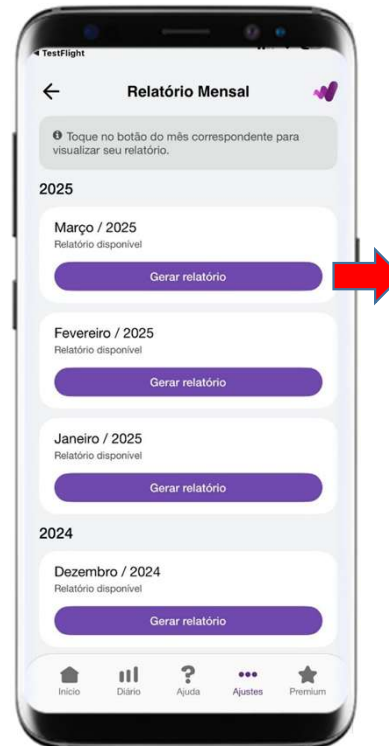 TestFlight
Relatório Mensal
Toque no botão do mês correspondente para
visualizar seu relatório.
2025
Março / 2025
Relatório disponível
Gerar relatório
Fevereiro / 2025
Relatório disponível
Gerar relatório
Janeiro / 2025
Relatório disponível
Gerar relatório
2024
Dezembro / 2024
Relatório disponível
Gerar relatório
Início Diário Ajuda Ajustes Premium